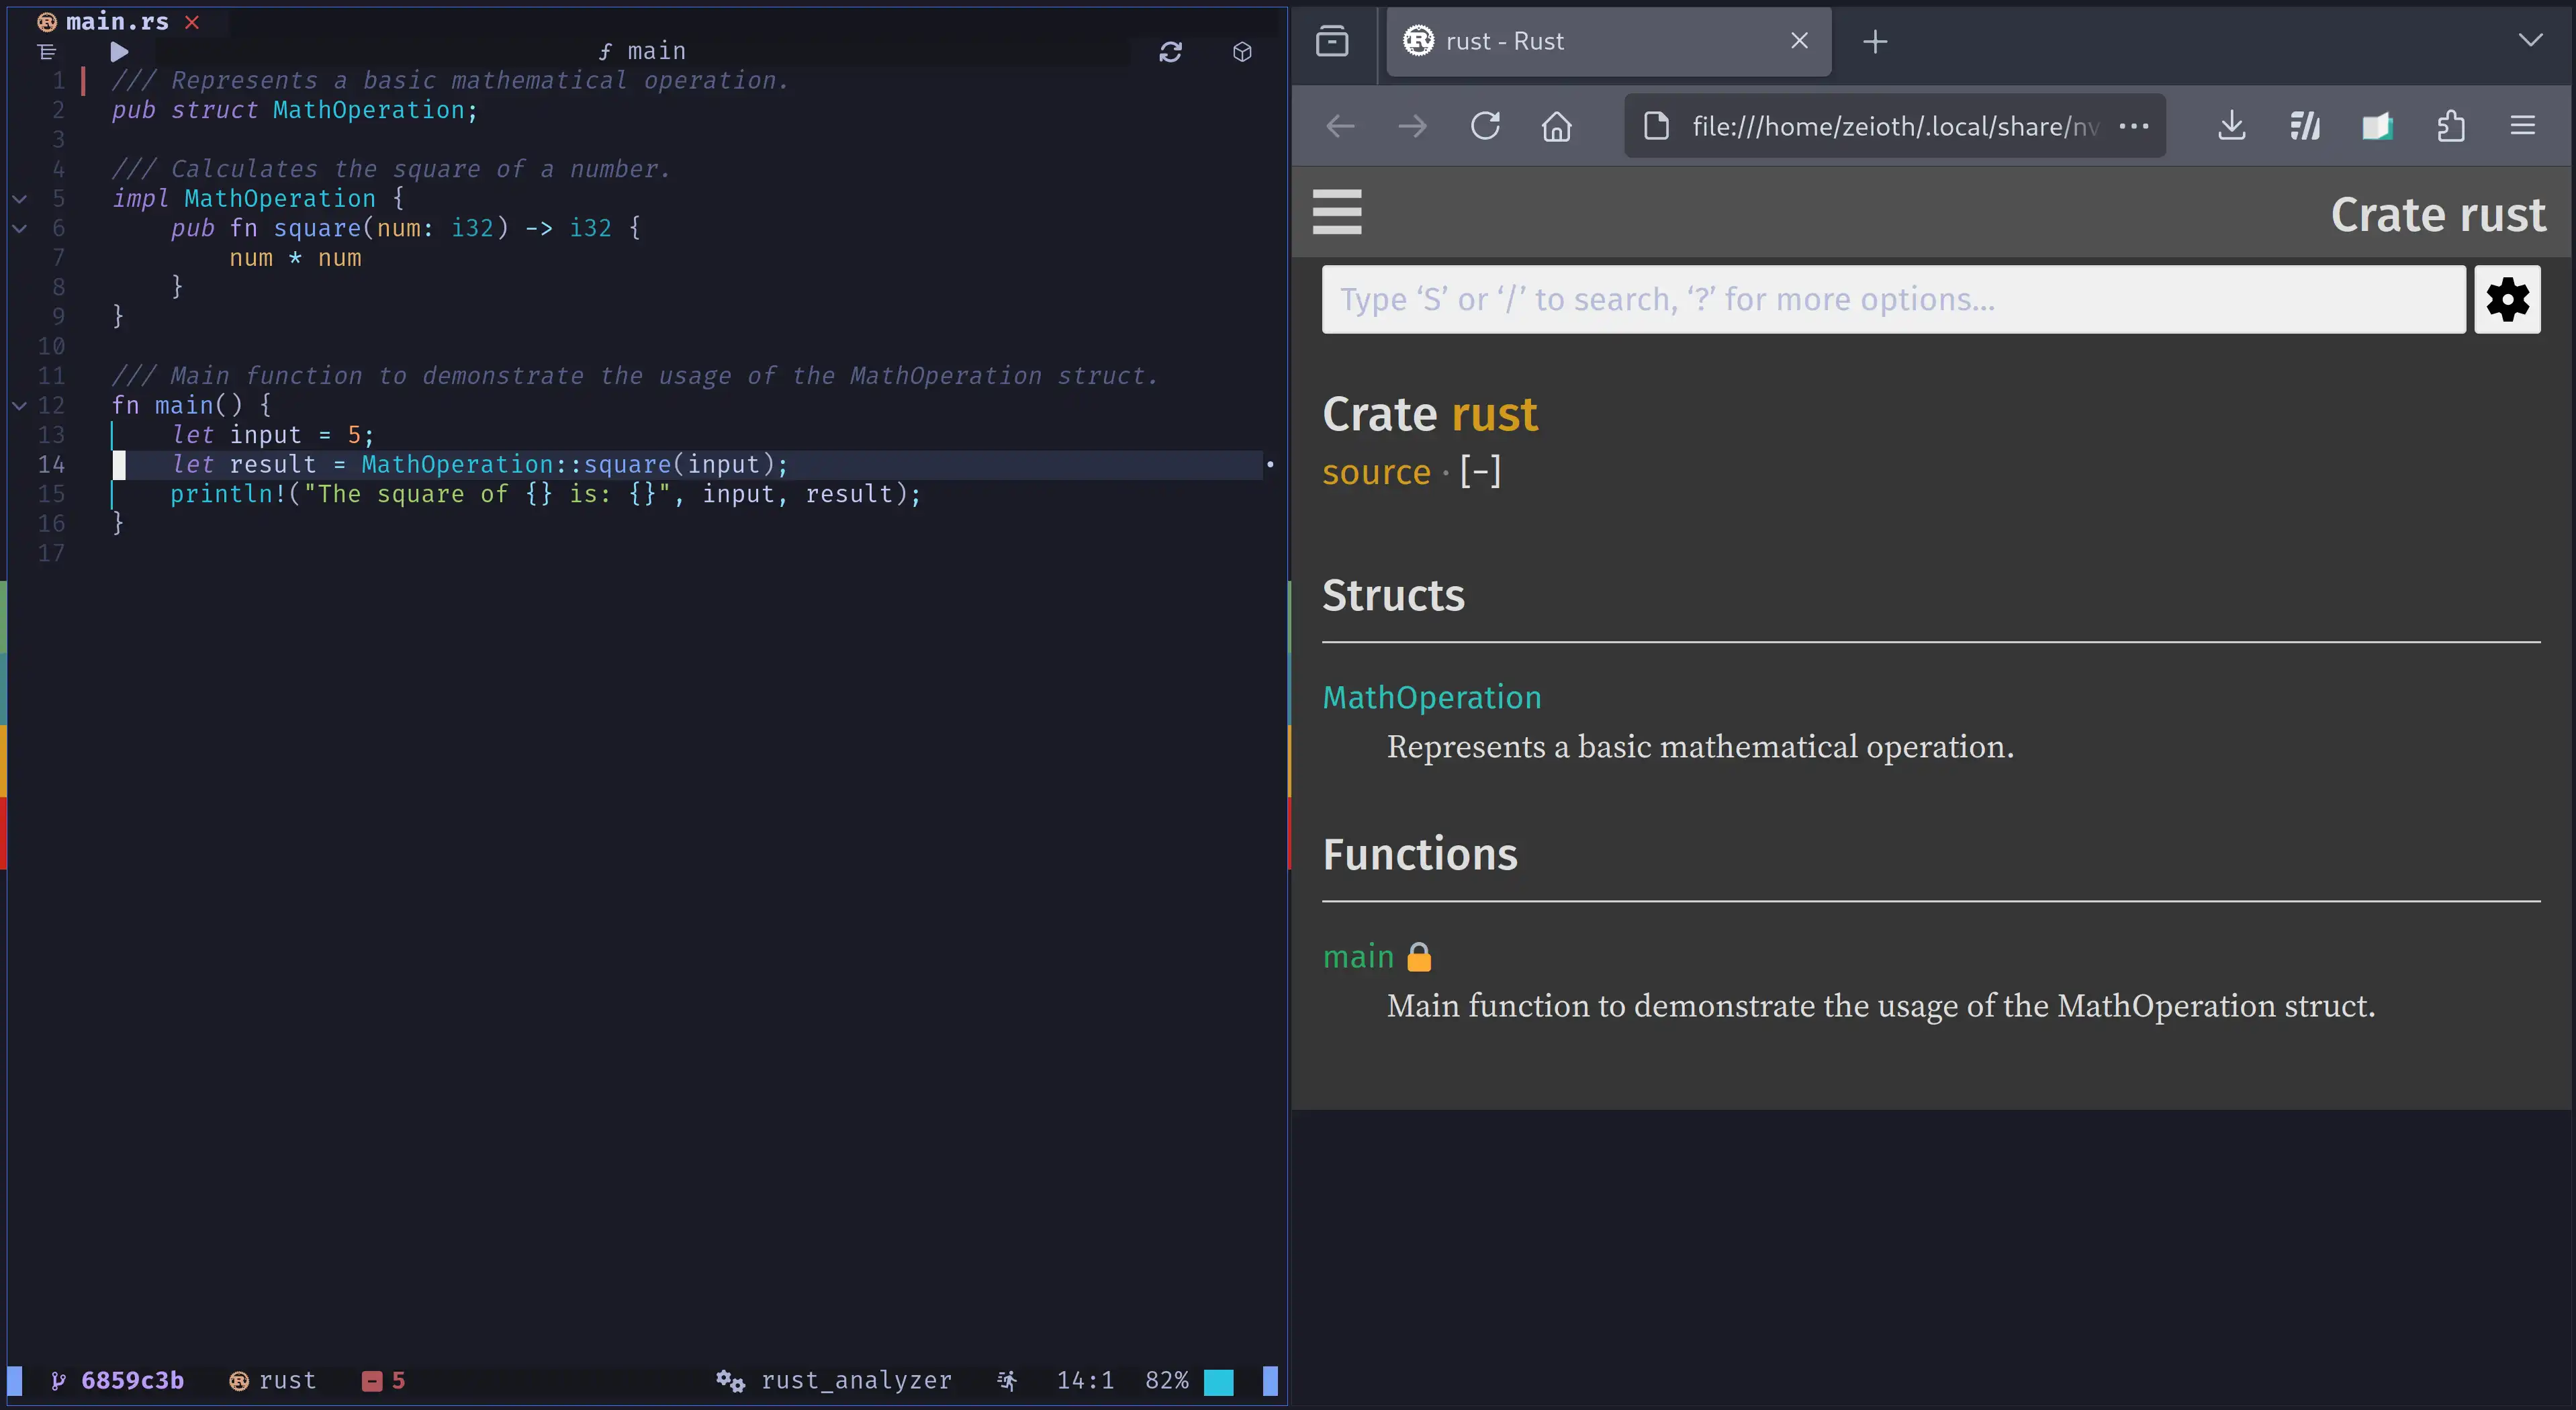 main.rs
ƒ main
1 /// Represents a basic mathematical operation.
2 pub struct MathOperation;
3
4 /// Calculates the square of a number.
5 impl MathOperation {
6     pub fn square(num: i32) -> i32 {
7         num * num
8     }
9 }
10
11 /// Main function to demonstrate the usage of the MathOperation struct.
12 fn main() {
13     let input = 5;
14     let result = MathOperation::square(input);
15     println!("The square of {} is: {}", input, result);
16 }
17
6859c3b rust 5 rust_analyzer 14:1 82%
rust - Rust
file:///home/zeioth/.local/share/nv
Crate rust
Type ‘S’ or ‘/’ to search, ‘?’ for more options…
Crate rust
source · [−]
Structs
MathOperation
Represents a basic mathematical operation.
Functions
main
Main function to demonstrate the usage of the MathOperation struct.